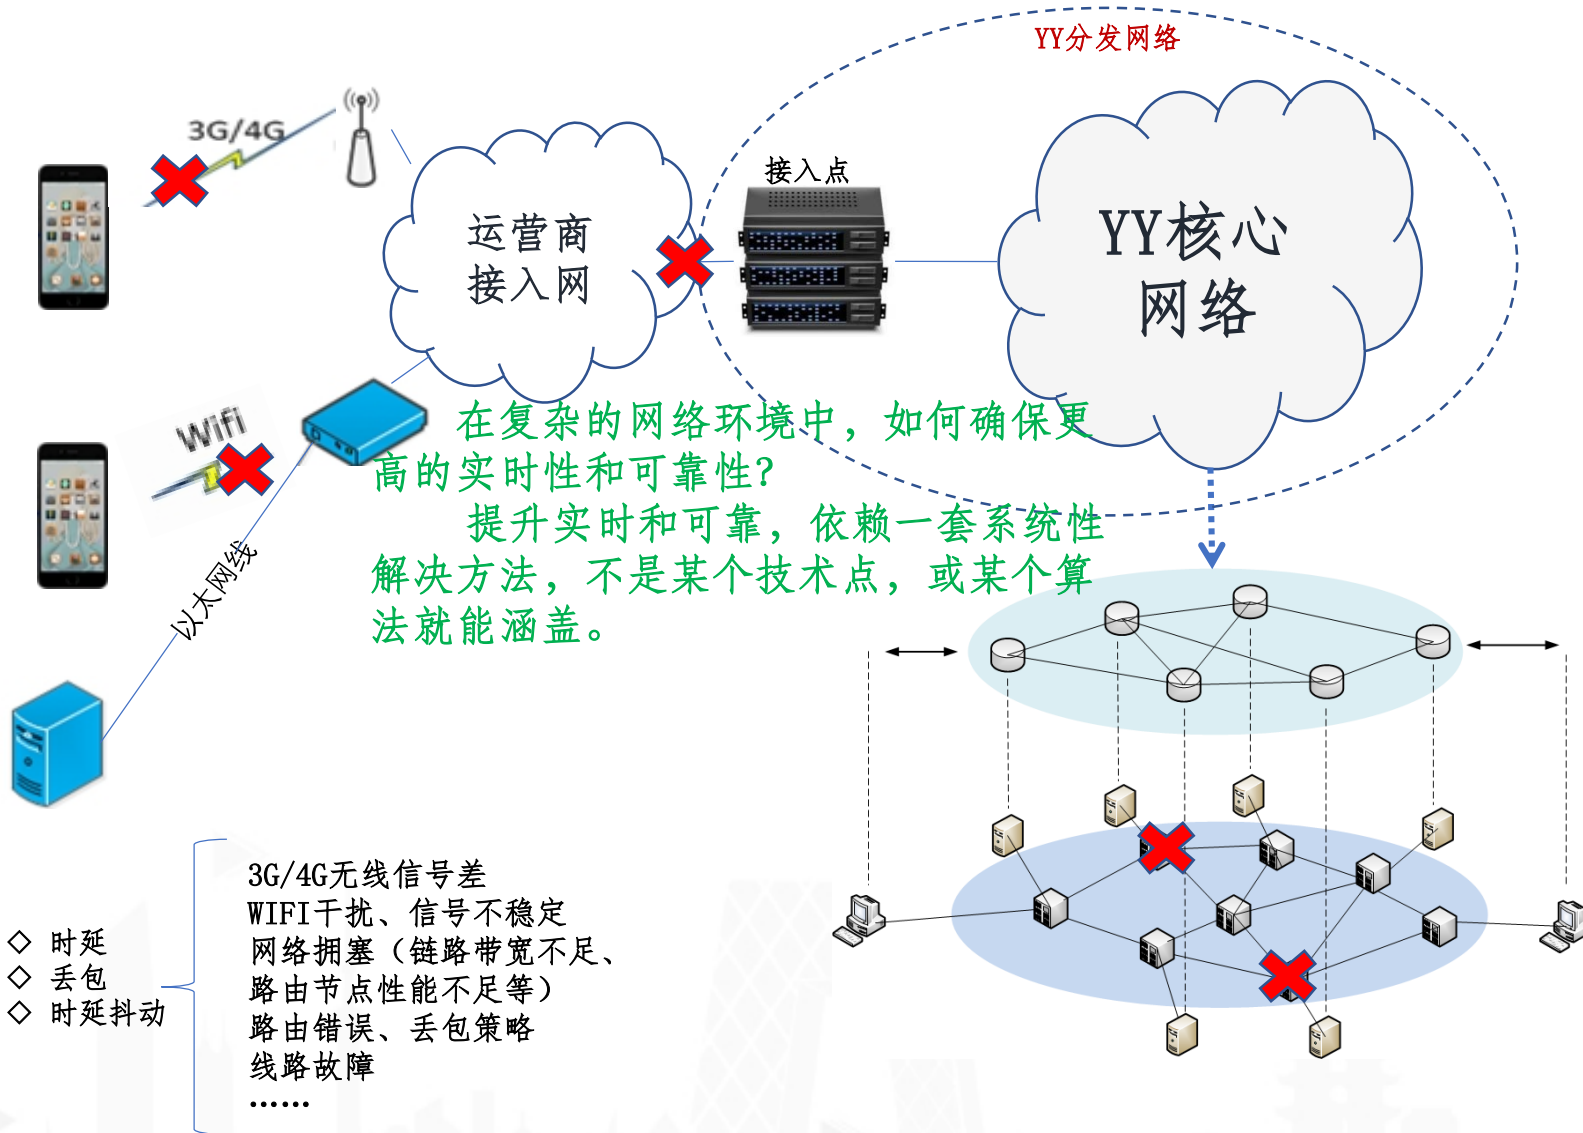 YY分发网络
3G/4G
接入点
运营商
接入网
YY核心
网络
Wifi
以太网线
在复杂的网络环境中，如何确保更
高的实时性和可靠性？
提升实时和可靠，依赖一套系统性
解决方法，不是某个技术点，或某个算
法就能涵盖。
◇ 时延
◇ 丢包
◇ 时延抖动
3G/4G无线信号差
WIFI干扰、信号不稳定
网络拥塞（链路带宽不足、
路由节点性能不足等）
路由错误、丢包策略
线路故障
……